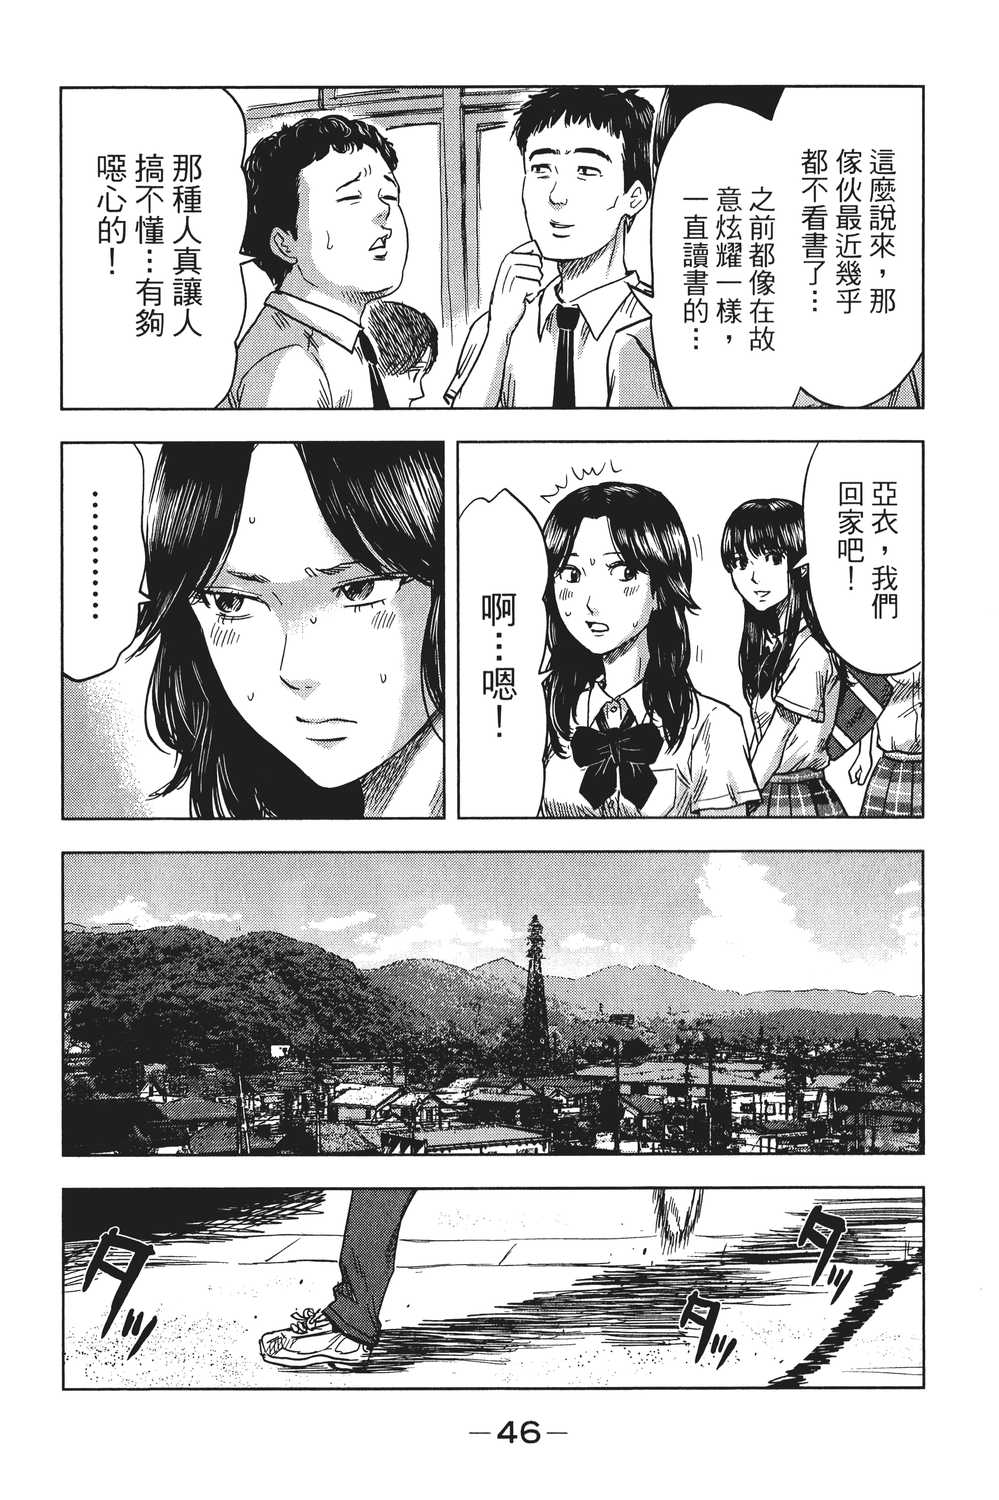 這麼說來，那
傢伙最近幾乎
都不看書了…
之前都像在故
意炫耀一樣，
一直讀書的…
那種人真讓人
搞不懂…有夠
噁心的！
亞衣，我們
回家吧！
啊…嗯！
…………
タッ
タッ
タッ
—46—